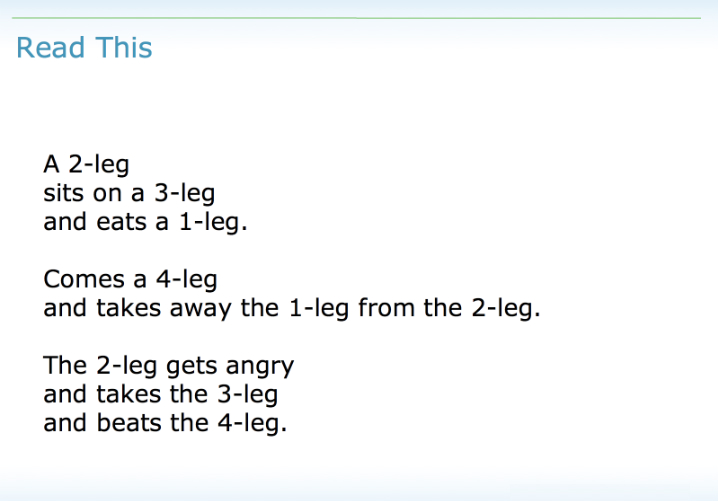 Read This
A 2-leg
sits on a 3-leg
and eats a 1-leg.
Comes a 4-leg
and takes away the 1-leg from the 2-leg.
The 2-leg gets angry
and takes the 3-leg
and beats the 4-leg.